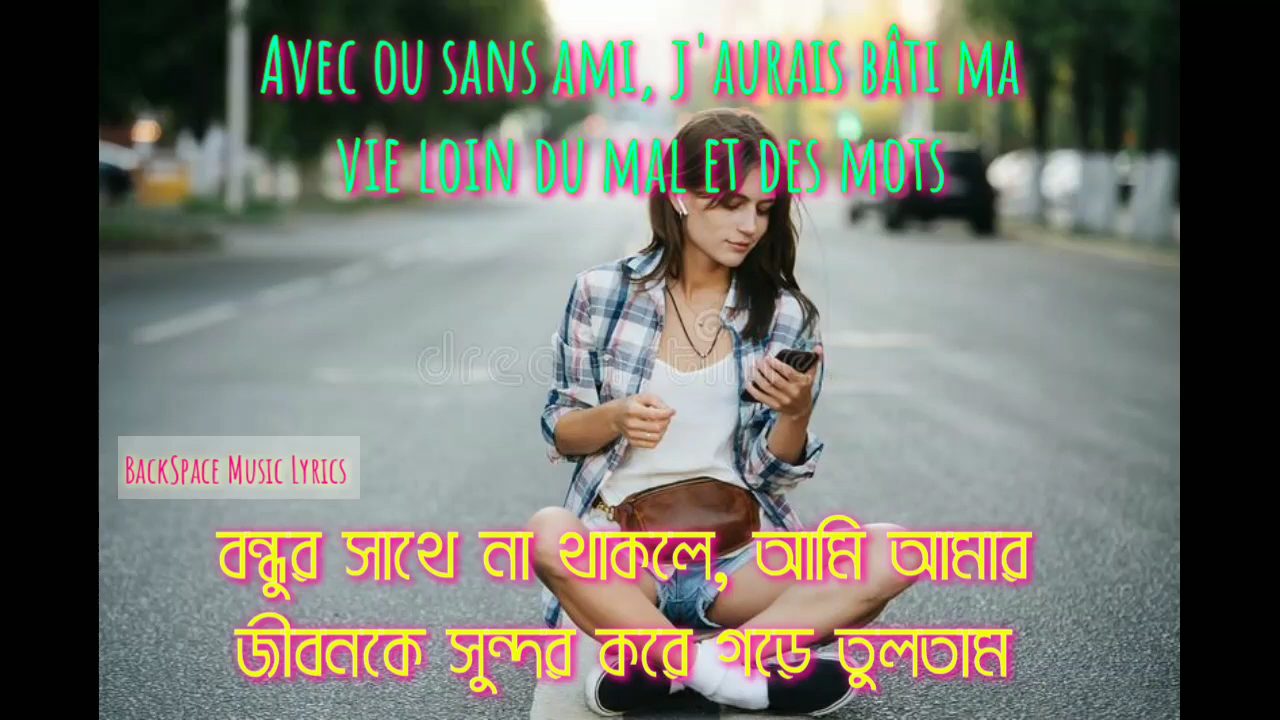 Avec ou sans ami, j'aurais bâti ma
vie loin du mal et des mots
dreamstime
BackSpace Music Lyrics
বন্ধুর সাথে না থাকলে, আমি আমার
জীবনকে সুন্দর করে গড়ে তুলতাম